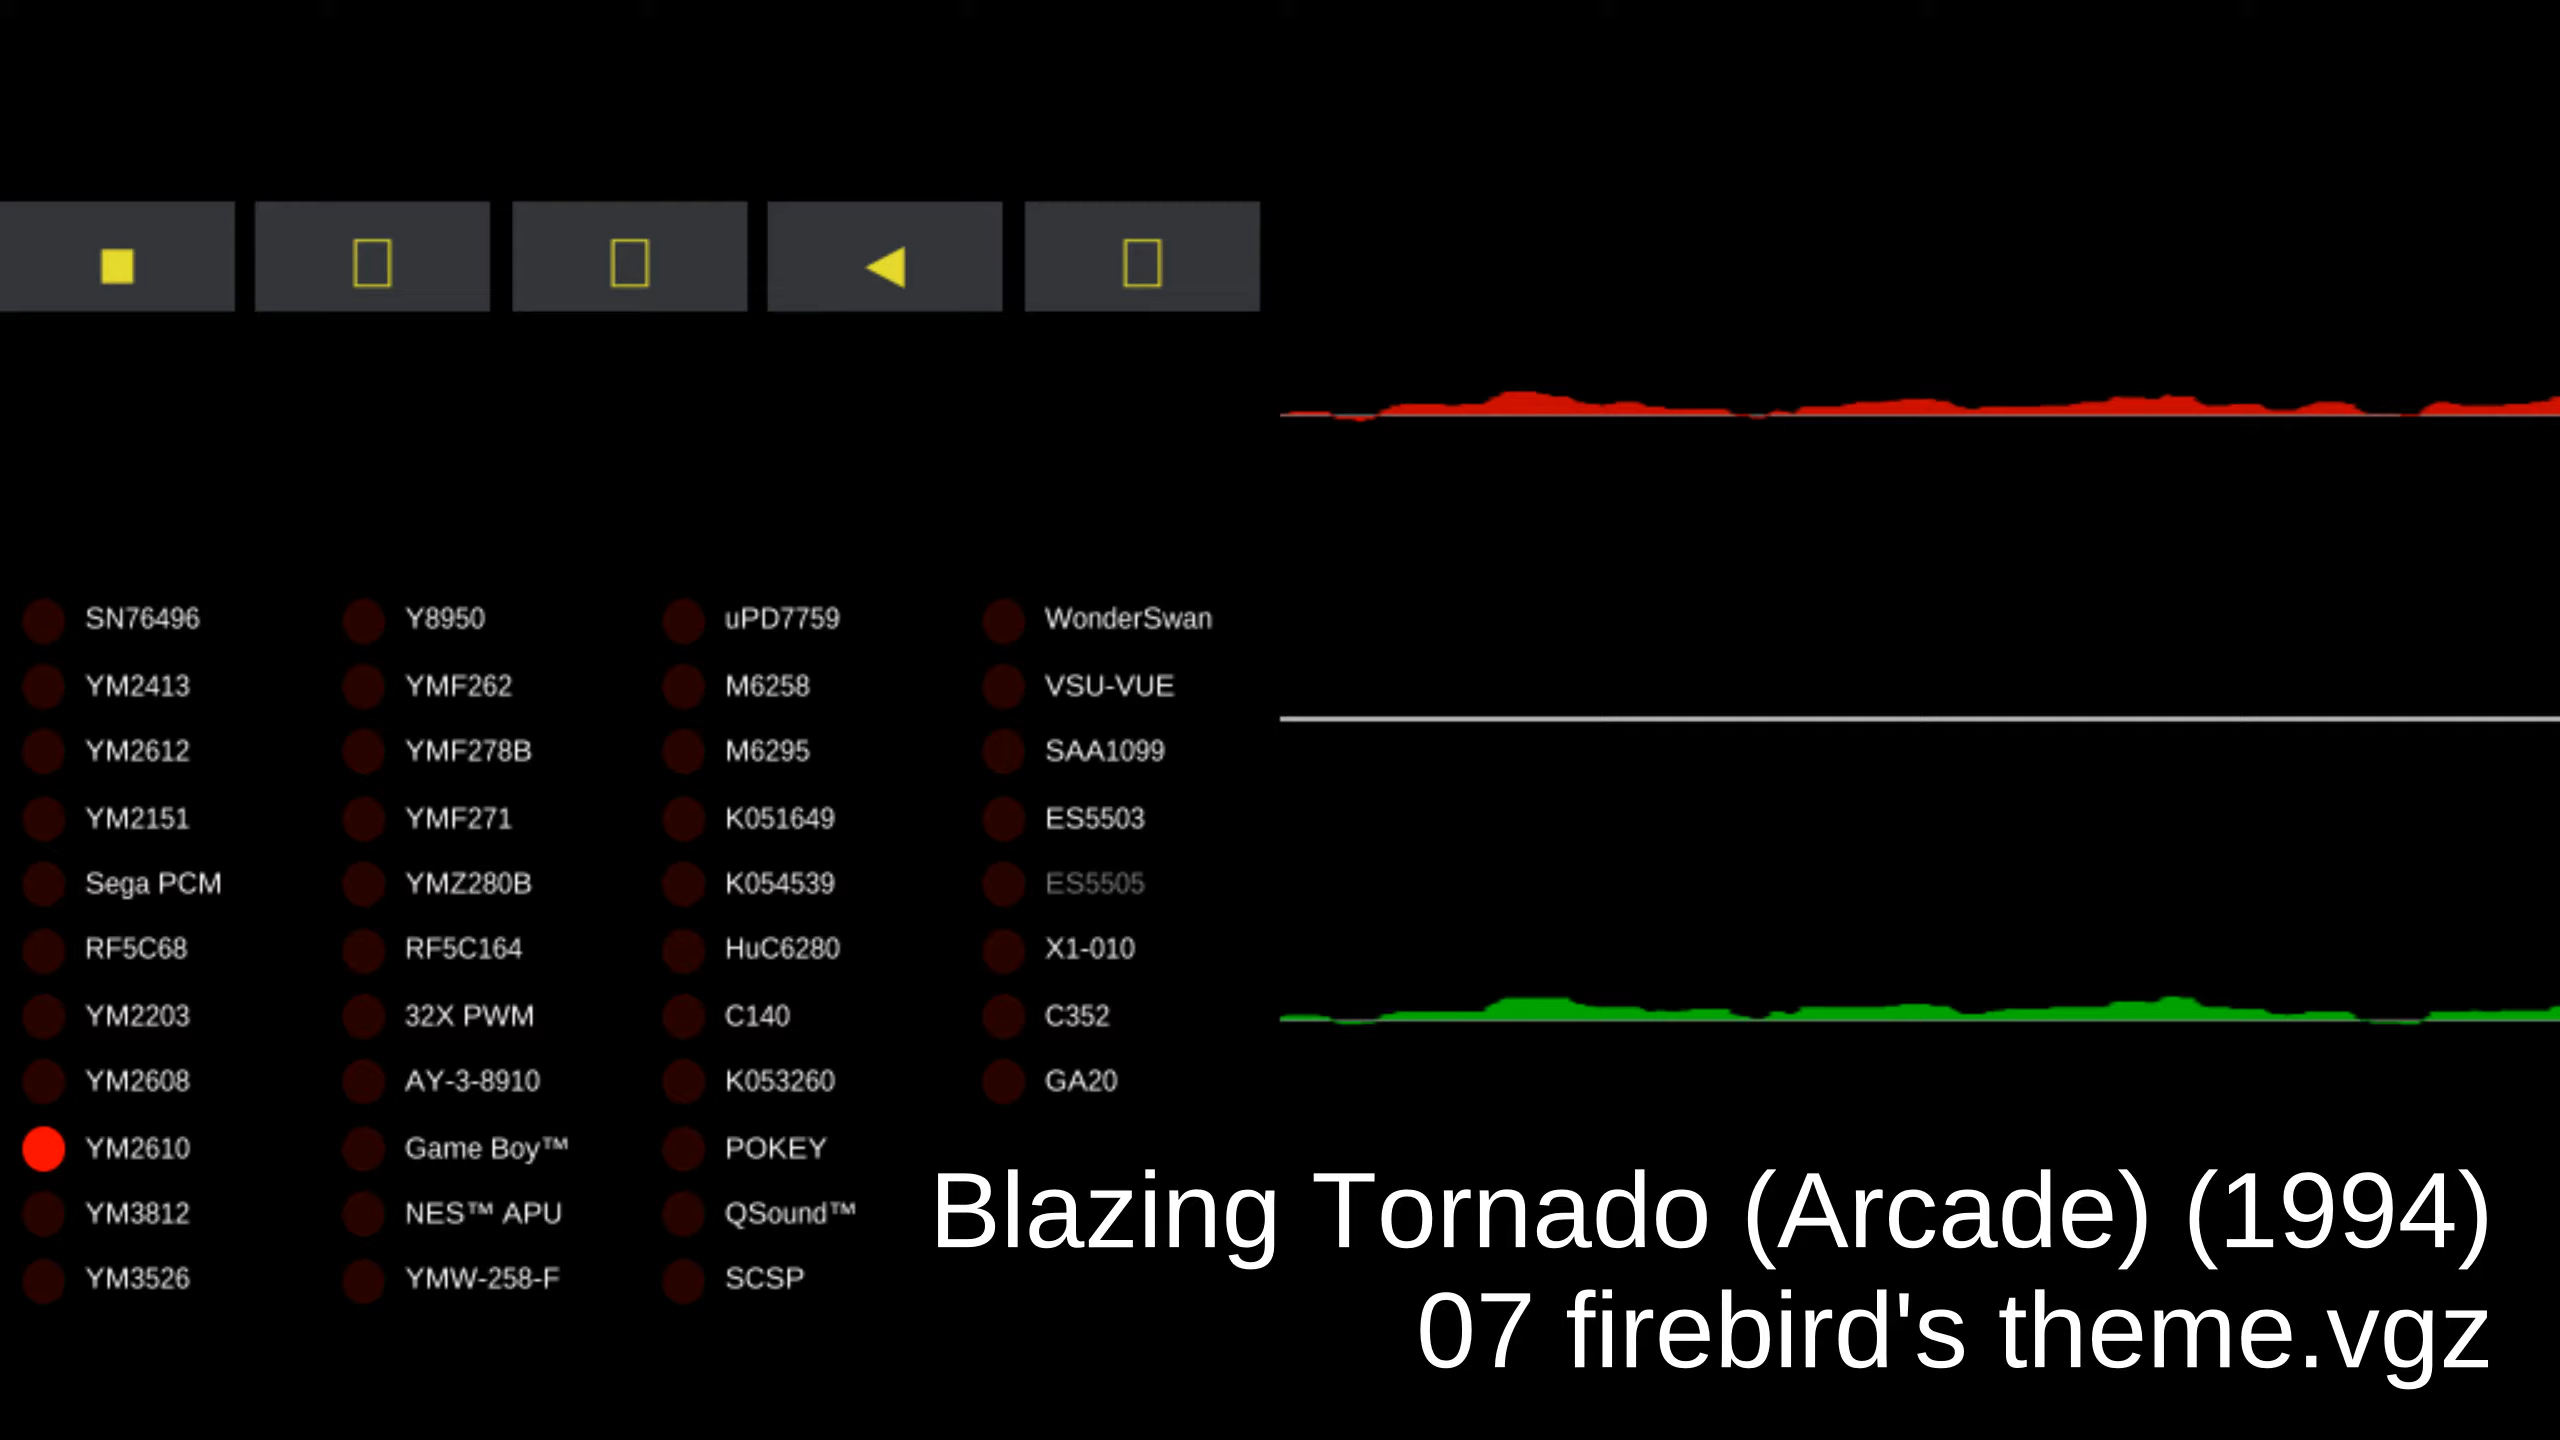 SN76496
YM2413
YM2612
YM2151
Sega PCM
RF5C68
YM2203
YM2608
YM2610
YM3812
YM3526
Y8950
YMF262
YMF278B
YMF271
YMZ280B
RF5C164
32X PWM
AY-3-8910
Game Boy™
NES™ APU
YMW-258-F
uPD7759
M6258
M6295
K051649
K054539
HuC6280
C140
K053260
POKEY
QSound™
SCSP
WonderSwan
VSU-VUE
SAA1099
ES5503
ES5505
X1-010
C352
GA20
Blazing Tornado (Arcade) (1994)
07 firebird's theme.vgz